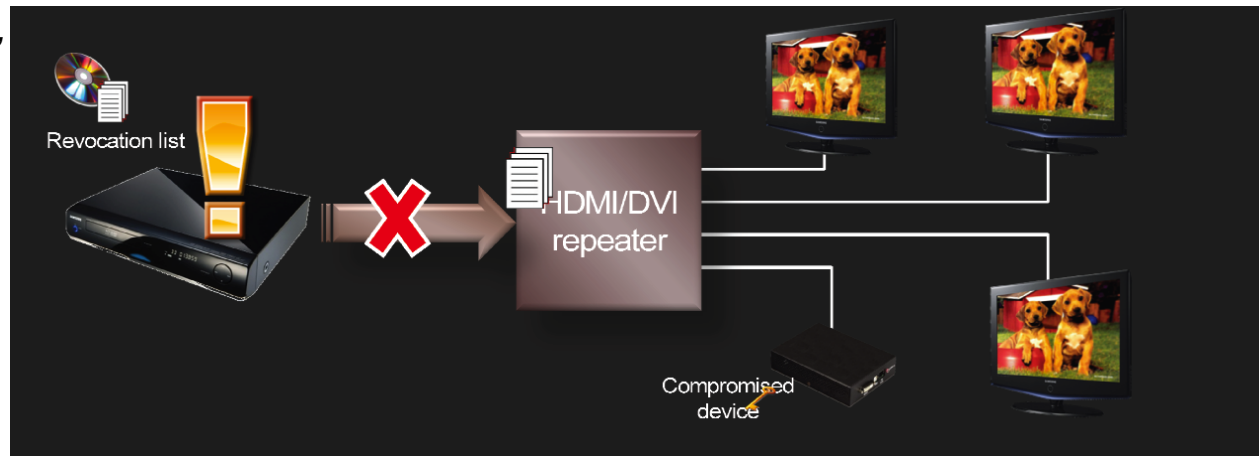 Revocation list
HDMI/DVI
repeater
Compromised
device